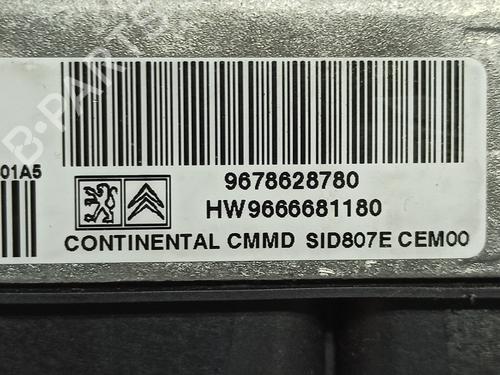 B-PARTS
01A5
9678628780
HW9666681180
CONTINENTAL CMMD SID807E CEM00